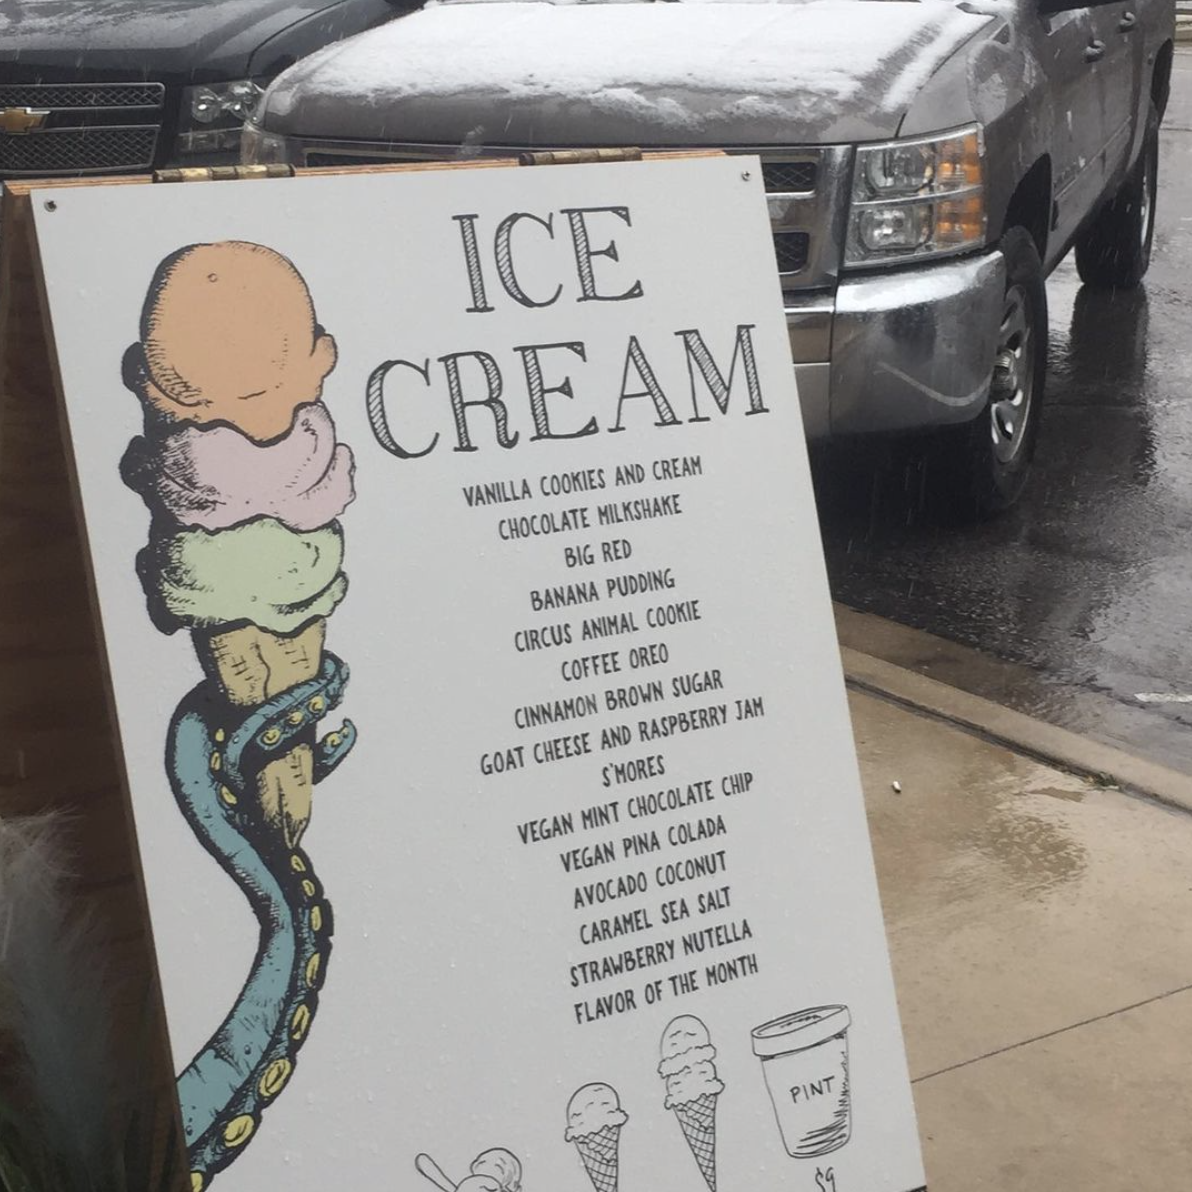 ICE
CREAM
VANILLA COOKIES AND CREAM
CHOCOLATE MILKSHAKE
BIG RED
BANANA PUDDING
CIRCUS ANIMAL COOKIE
COFFEE OREO
CINNAMON BROWN SUGAR
GOAT CHEESE AND RASPBERRY JAM
S'MORES
VEGAN MINT CHOCOLATE CHIP
VEGAN PINA COLADA
AVOCADO COCONUT
CARAMEL SEA SALT
STRAWBERRY NUTELLA
FLAVOR OF THE MONTH
PINT
$9